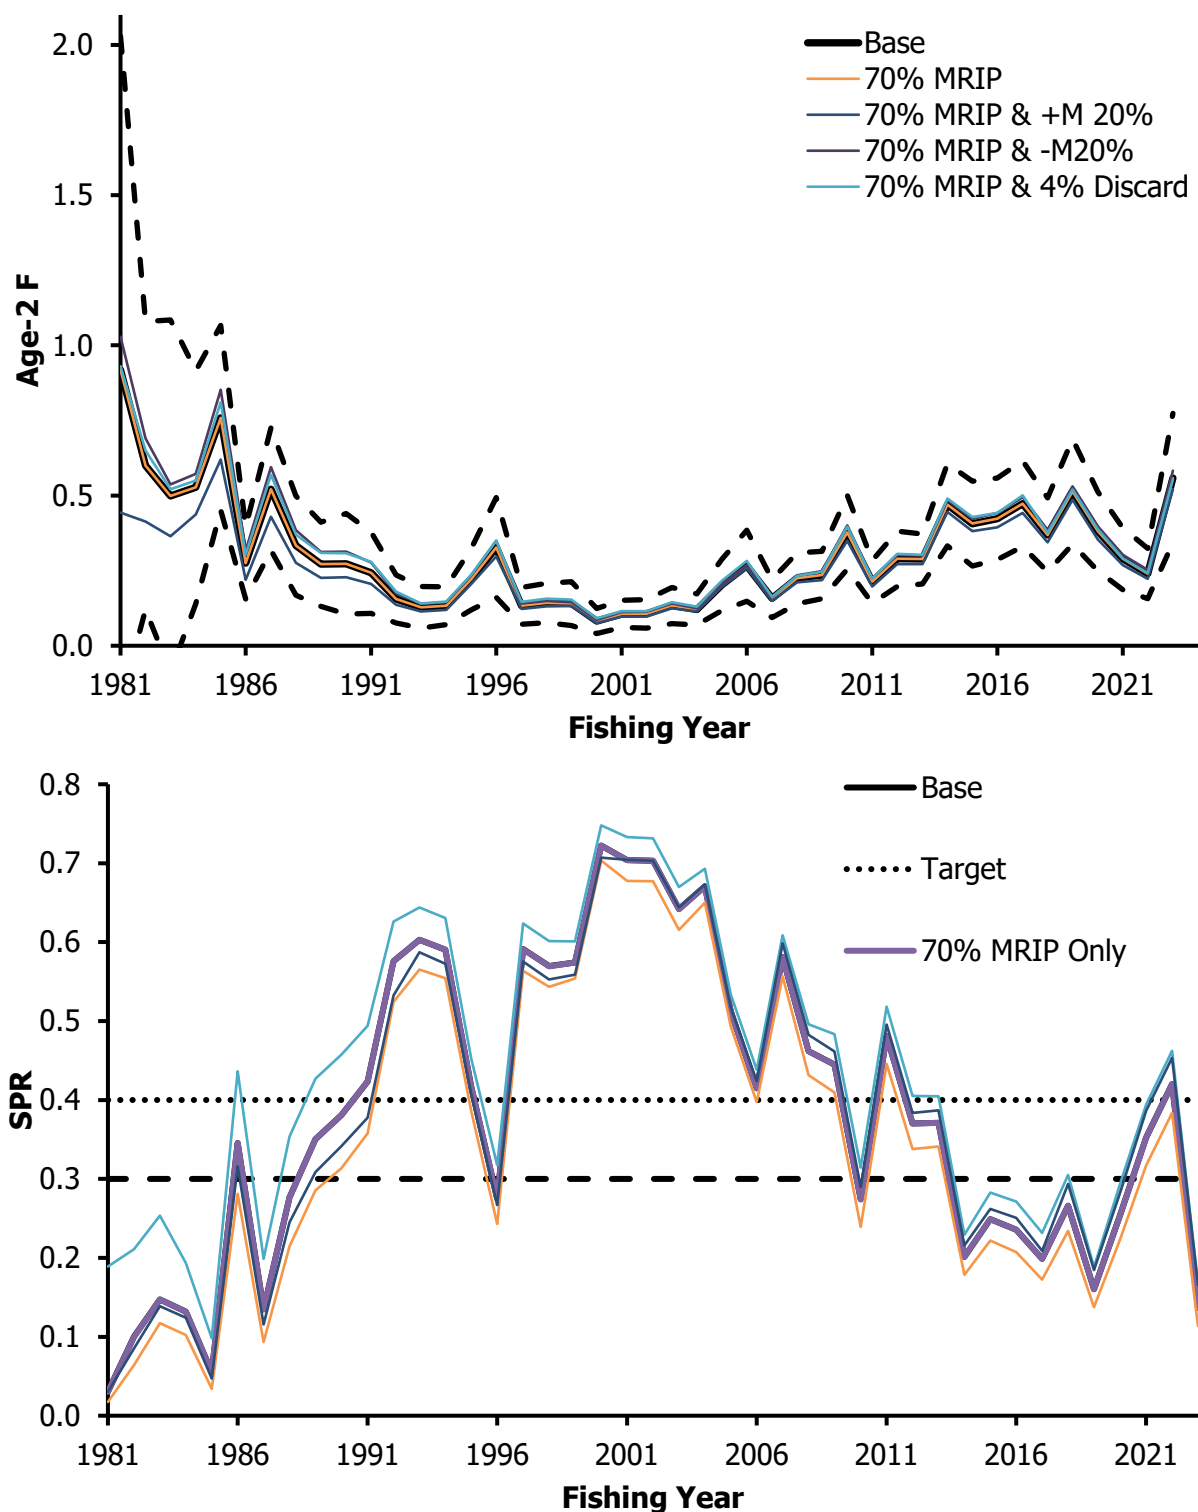 2.0
1.5
1.0
0.5
0.0
Age-2 F
Base
70% MRIP
70% MRIP & +M 20%
70% MRIP & -M20%
70% MRIP & 4% Discard
1981 1986 1991 1996 2001 2006 2011 2016 2021
Fishing Year
0.8
0.7
0.6
0.5
0.4
0.3
0.2
0.1
0.0
SPR
Base
Target
70% MRIP Only
1981 1986 1991 1996 2001 2006 2011 2016 2021
Fishing Year